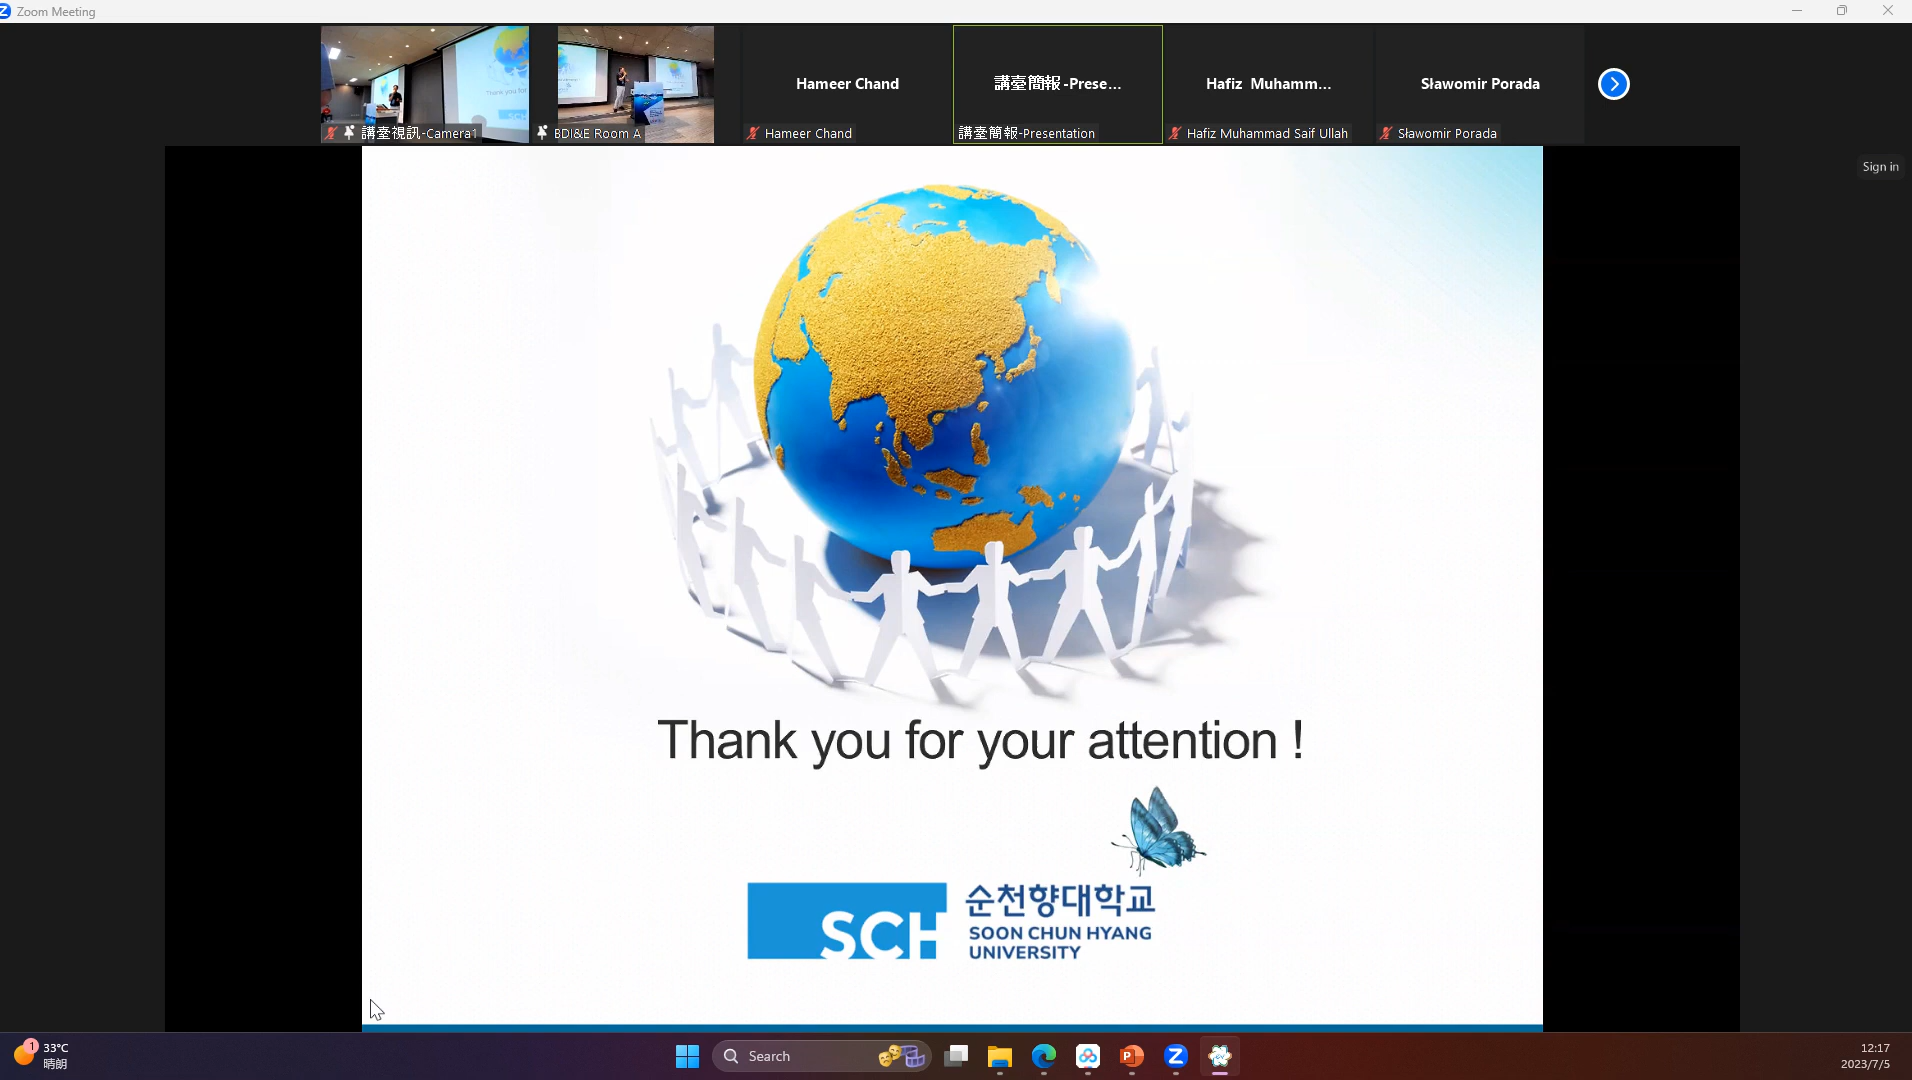 Zoom Meeting
Hameer Chand
講臺簡報-Prese...
Hafiz Muhamm...
Sławomir Porada
講臺視訊-Camera1
BDI&E Room A
Hameer Chand
講臺簡報-Presentation
Hafiz Muhammad Saif Ullah
Sławomir Porada
Sign in
Thank you for your attention !
SCH
순천향대학교
SOON CHUN HYANG
UNIVERSITY
1
33°C
晴朗
Search
12:17
2023/7/5